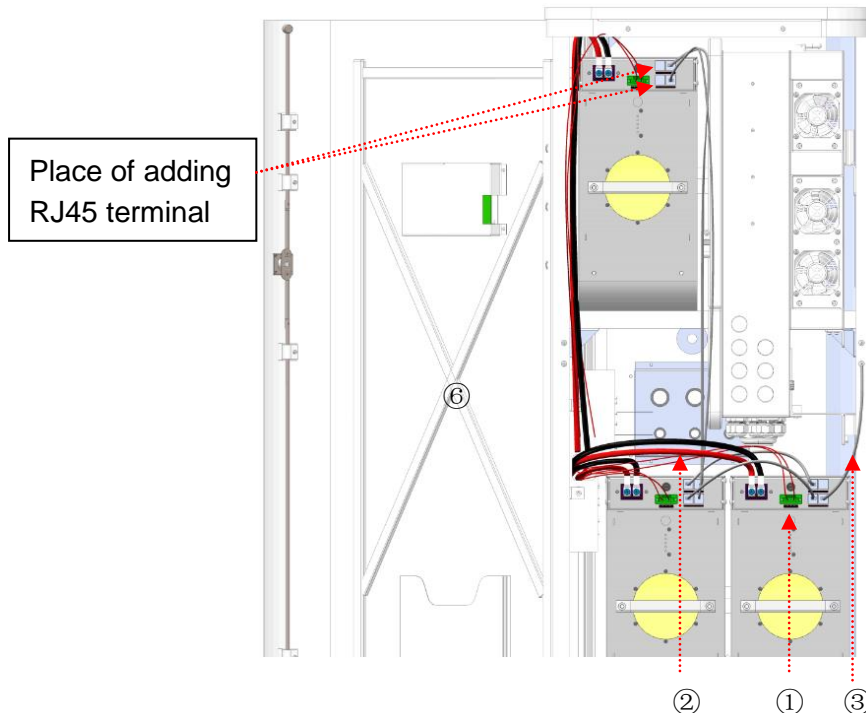 Place of adding
RJ45 terminal
⑥
② ① ③